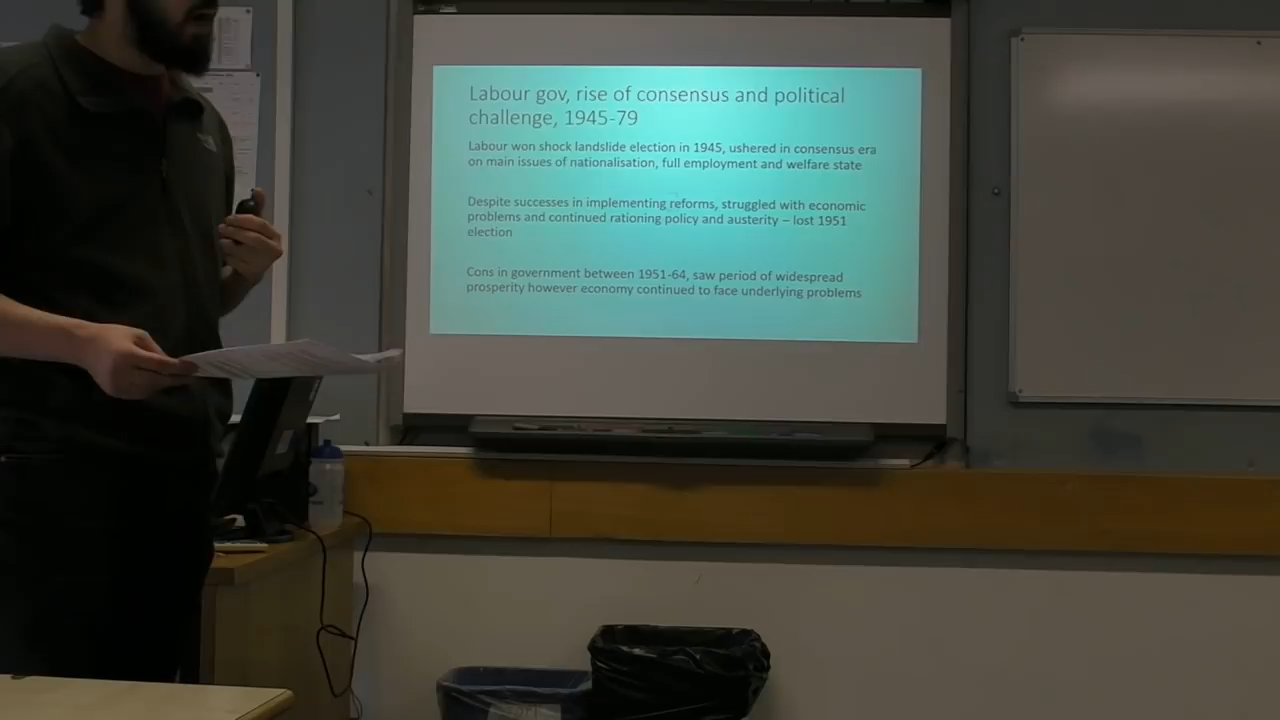 Labour gov, rise of consensus and political
challenge, 1945-79
Labour won shock landslide election in 1945, ushered in consensus era
on main issues of nationalisation, full employment and welfare state
Despite successes in implementing reforms, struggled with economic
problems and continued rationing policy and austerity – lost 1951
election
Cons in government between 1951-64, saw period of widespread
prosperity however economy continued to face underlying problems